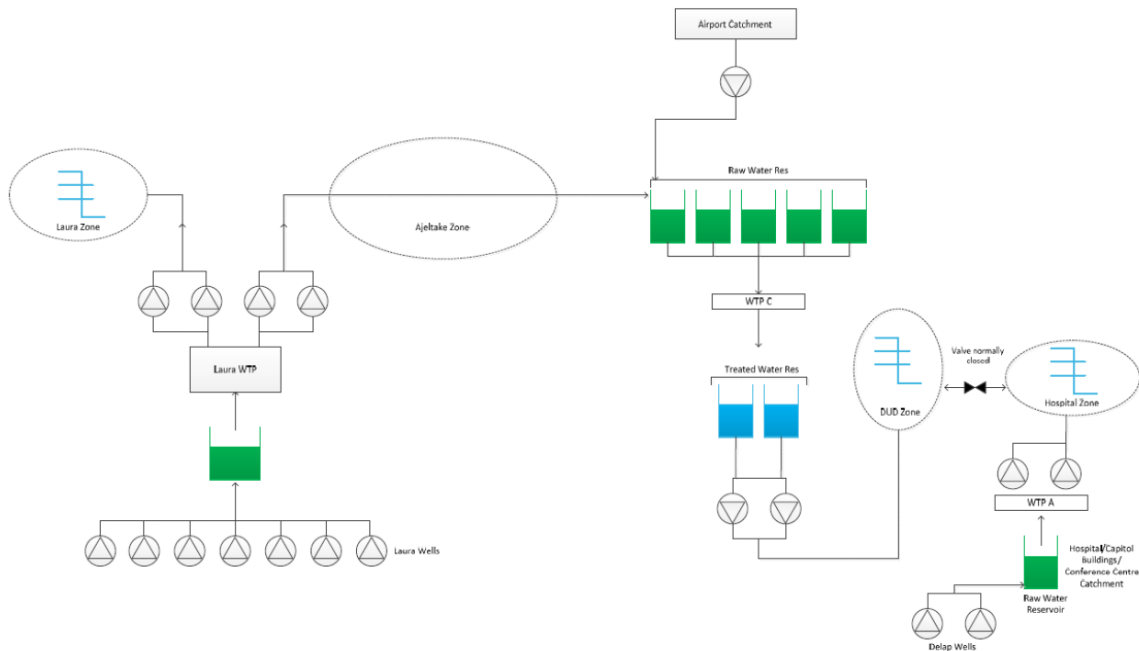 Airport Catchment
Raw Water Res
Laura Zone
Ajeltake Zone
WTP C
Laura WTP
Treated Water Res
Valve normally
closed
DUD Zone
Hospital Zone
WTP A
Laura Wells
Hospital/Capitol
Buildings/
Conference Centre
Catchment
Raw Water
Reservoir
Delap Wells